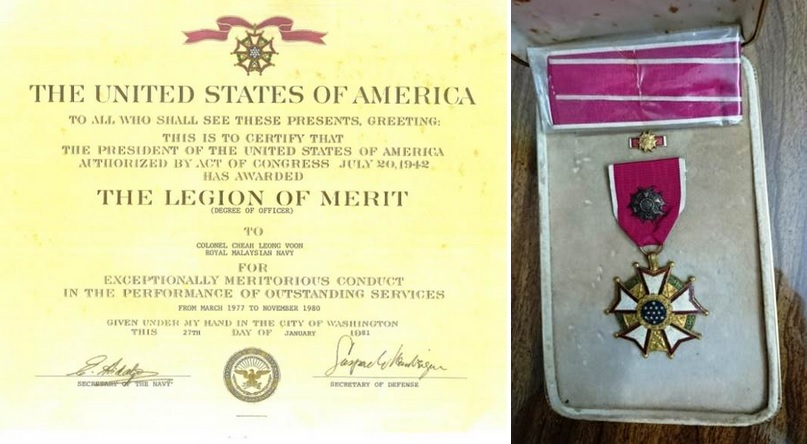 THE UNITED STATES OF AMERICA
TO ALL WHO SHALL SEE THESE PRESENTS, GREETING:
THIS IS TO CERTIFY THAT
THE PRESIDENT OF THE UNITED STATES OF AMERICA
AUTHORIZED BY ACT OF CONGRESS JULY 20, 1942
HAS AWARDED
THE LEGION OF MERIT
(DEGREE OF OFFICER)
TO
COLONEL CHEAH LEONG VOON
ROYAL MALAYSIAN NAVY
FOR
EXCEPTIONALLY MERITORIOUS CONDUCT
IN THE PERFORMANCE OF OUTSTANDING SERVICES
FROM MARCH 1977 TO NOVEMBER 1980
GIVEN UNDER MY HAND IN THE CITY OF WASHINGTON
THIS 27TH DAY OF JANUARY 1981
SECRETARY OF THE NAVY
SECRETARY OF DEFENSE